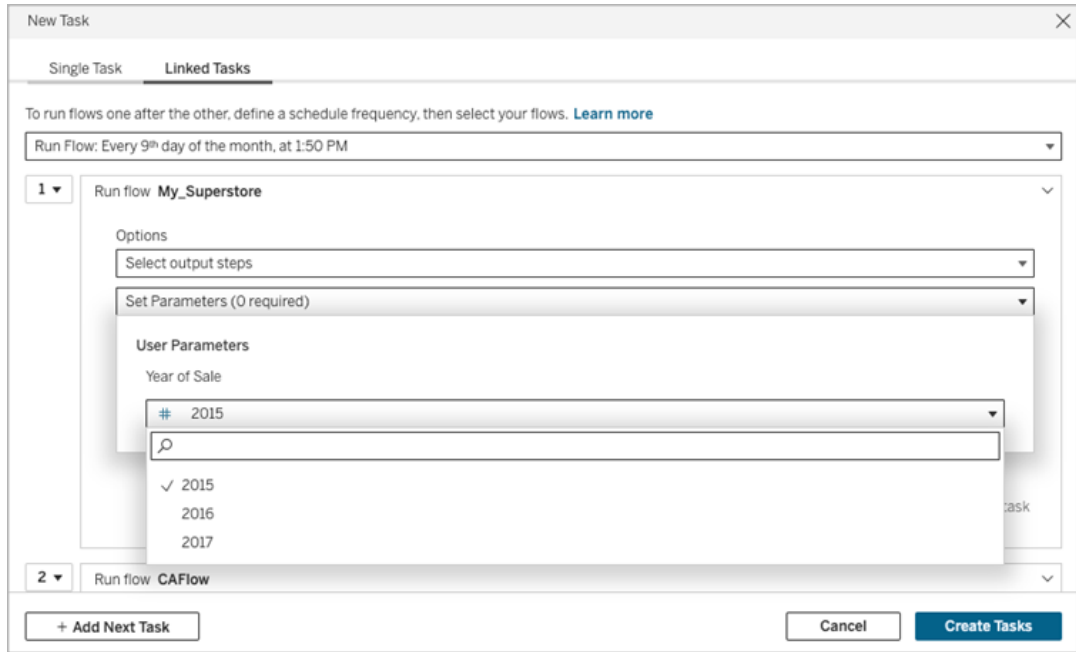 New Task
Single Task Linked Tasks
To run flows one after the other, define a schedule frequency, then select your flows. Learn more
Run Flow: Every 9th day of the month, at 1:50 PM
1 Run flow My_Superstore
Options
Select output steps
Set Parameters (0 required)
User Parameters
Year of Sale
# 2015
2015
2016
task
2017
2 Run flow CAFlow
+ Add Next Task Cancel Create Tasks